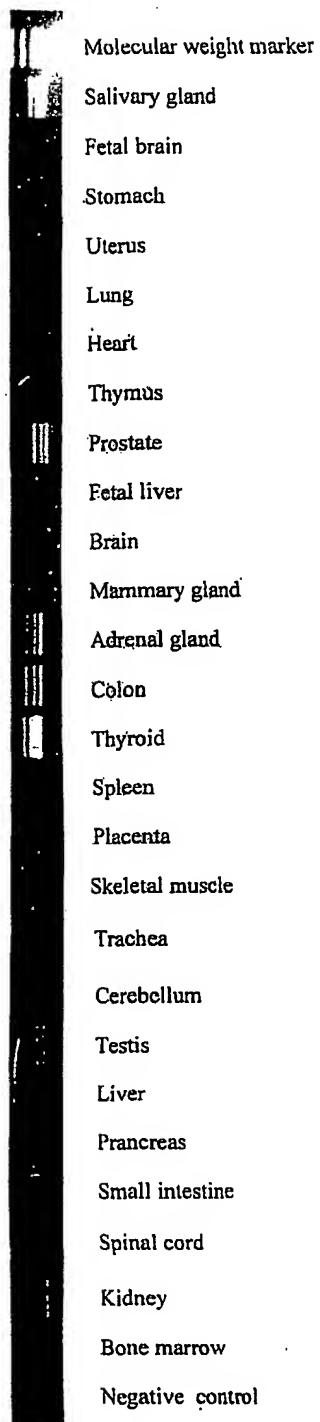 Molecular weight marker
Salivary gland
Fetal brain
Stomach
Uterus
Lung
Heart
Thymus
Prostate
Fetal liver
Brain
Mammary gland
Adrenal gland
Colon
Thyroid
Spleen
Placenta
Skeletal muscle
Trachea
Cerebellum
Testis
Liver
Prancreas
Small intestine
Spinal cord
Kidney
Bone marrow
Negative control